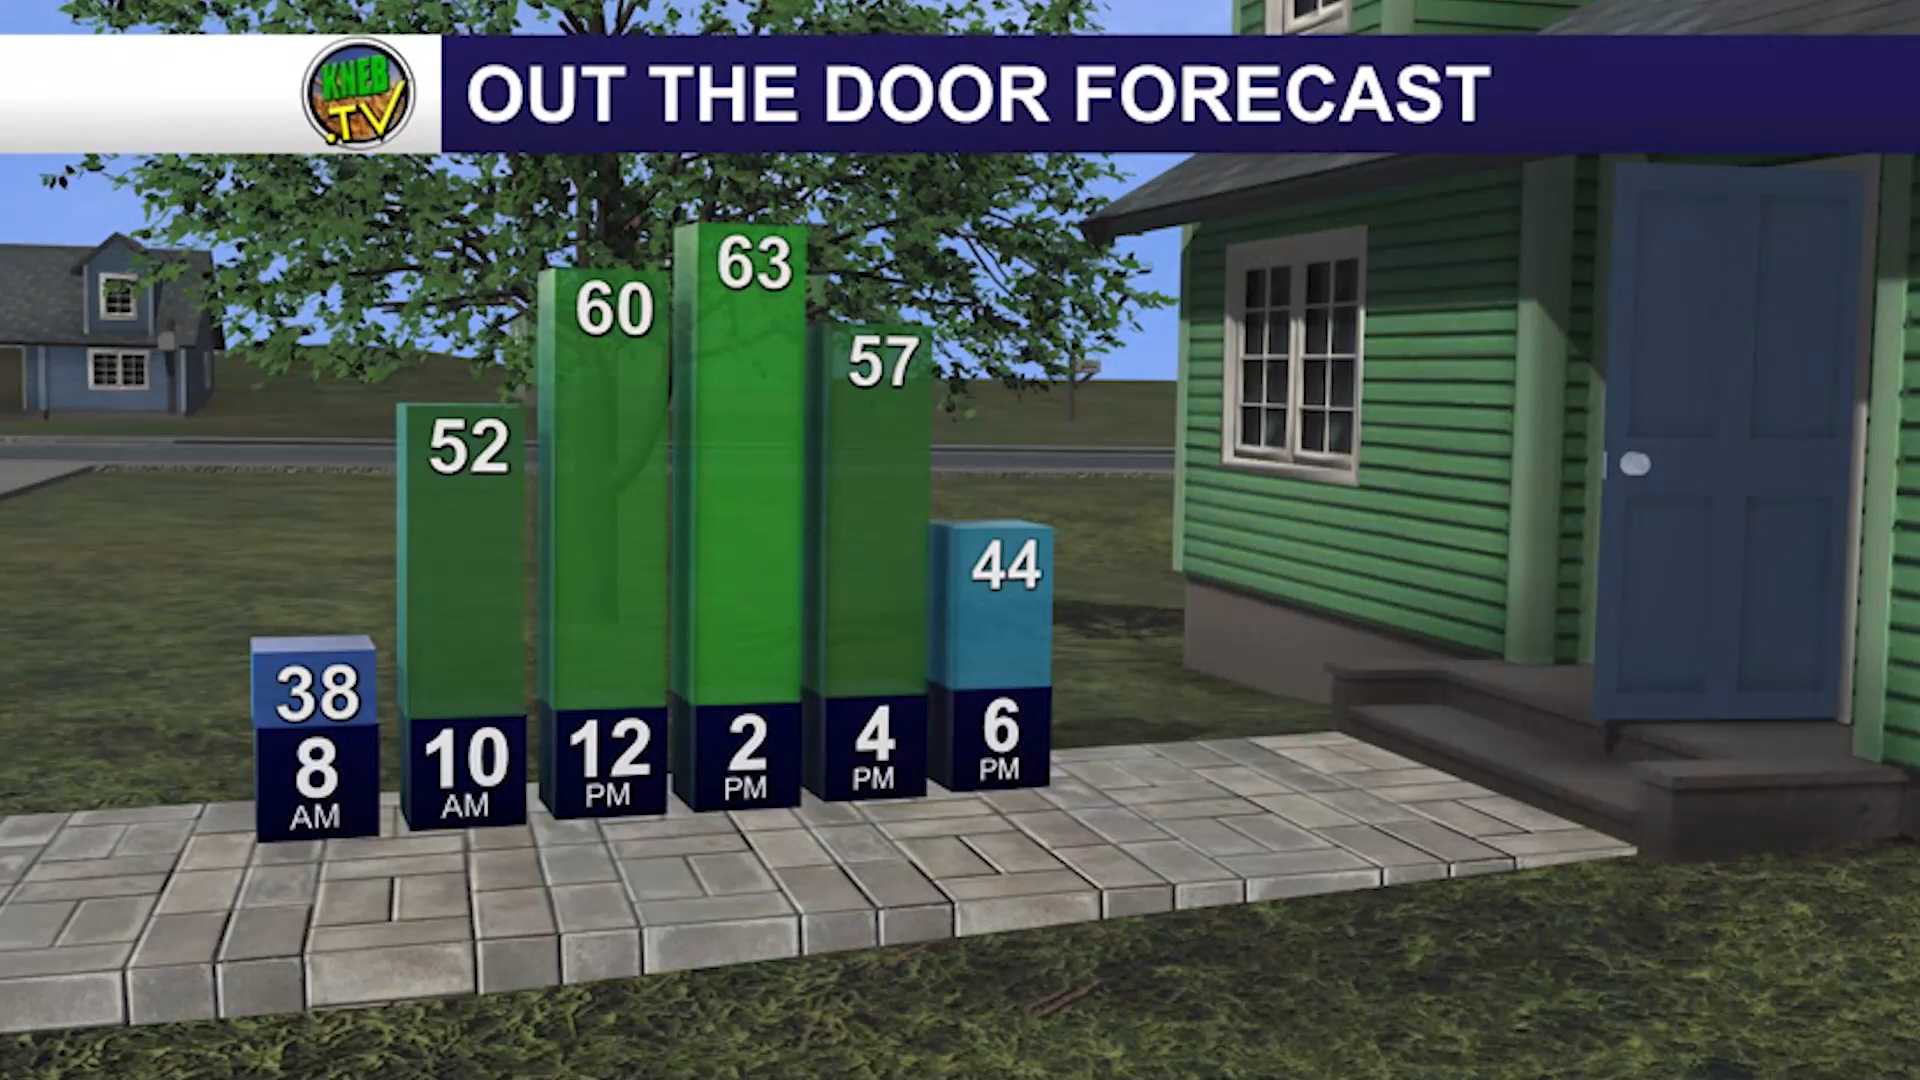 KNEB
.TV
OUT THE DOOR FORECAST
38
8
AM
52
10
AM
60
12
PM
63
2
PM
57
4
PM
44
6
PM